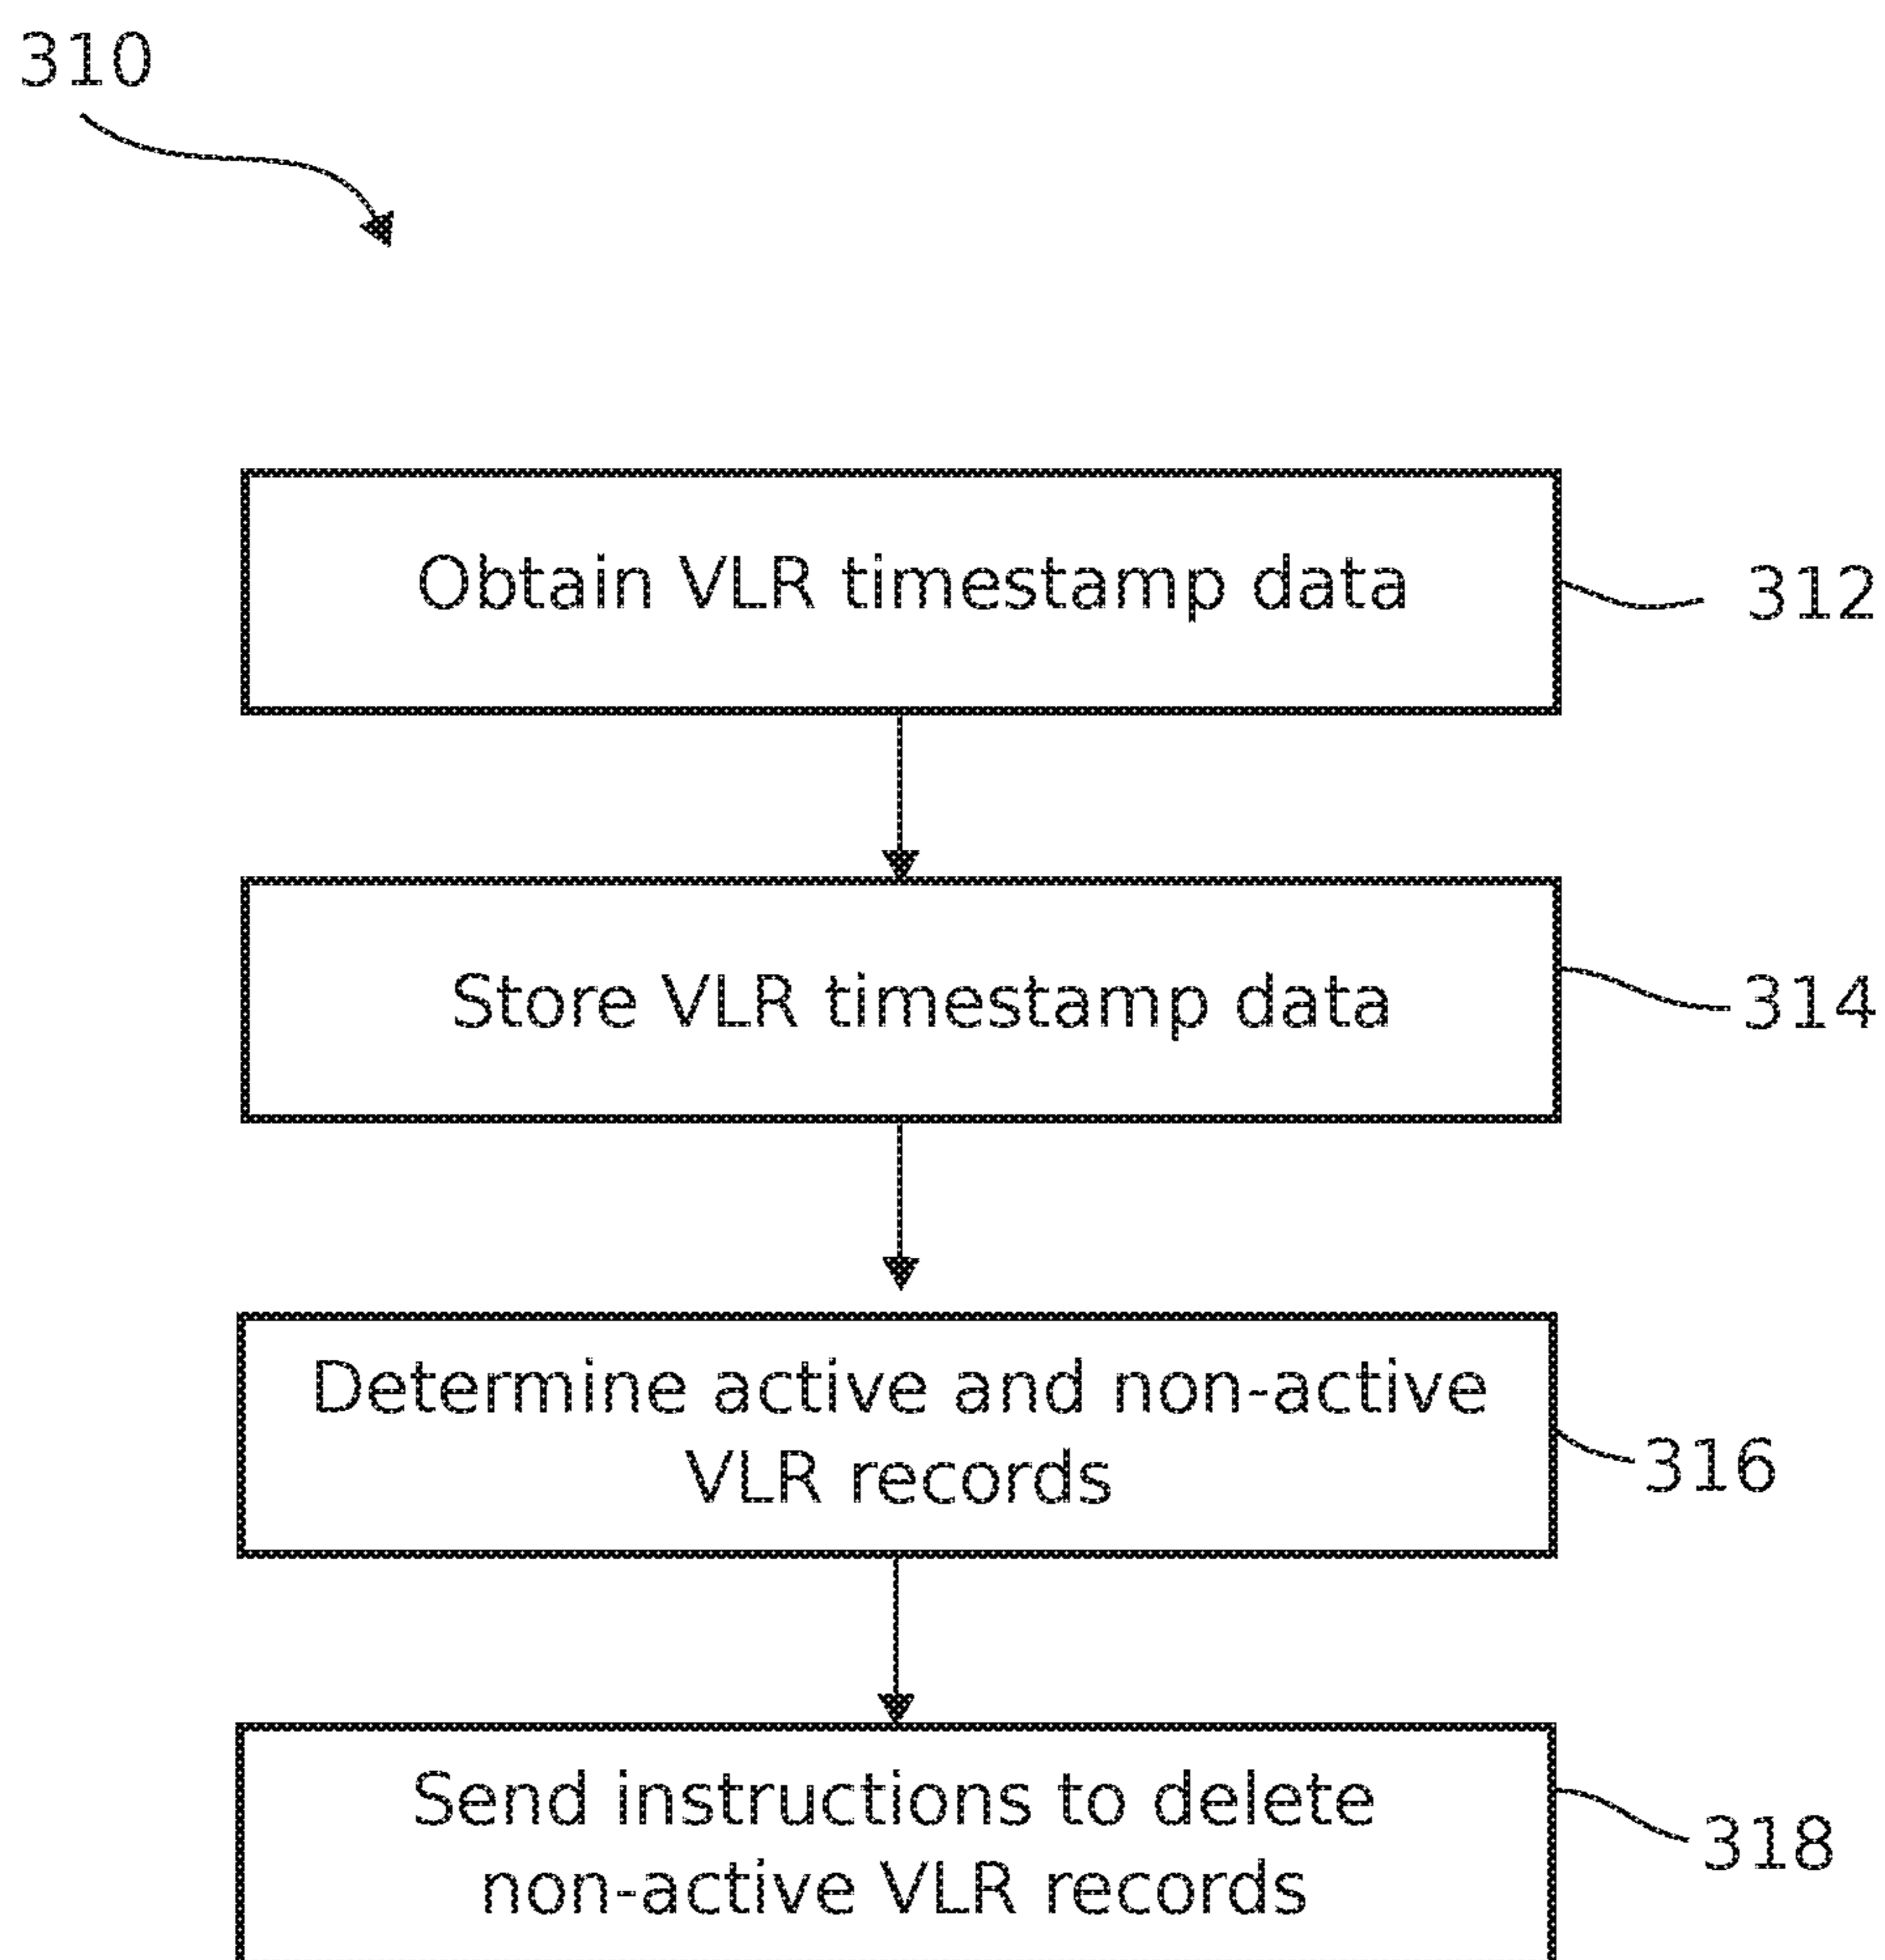 310
Obtain VLR timestamp data
312
Store VLR timestamp data
314
Determine active and non-active
VLR records
316
Send instructions to delete
non-active VLR records
318